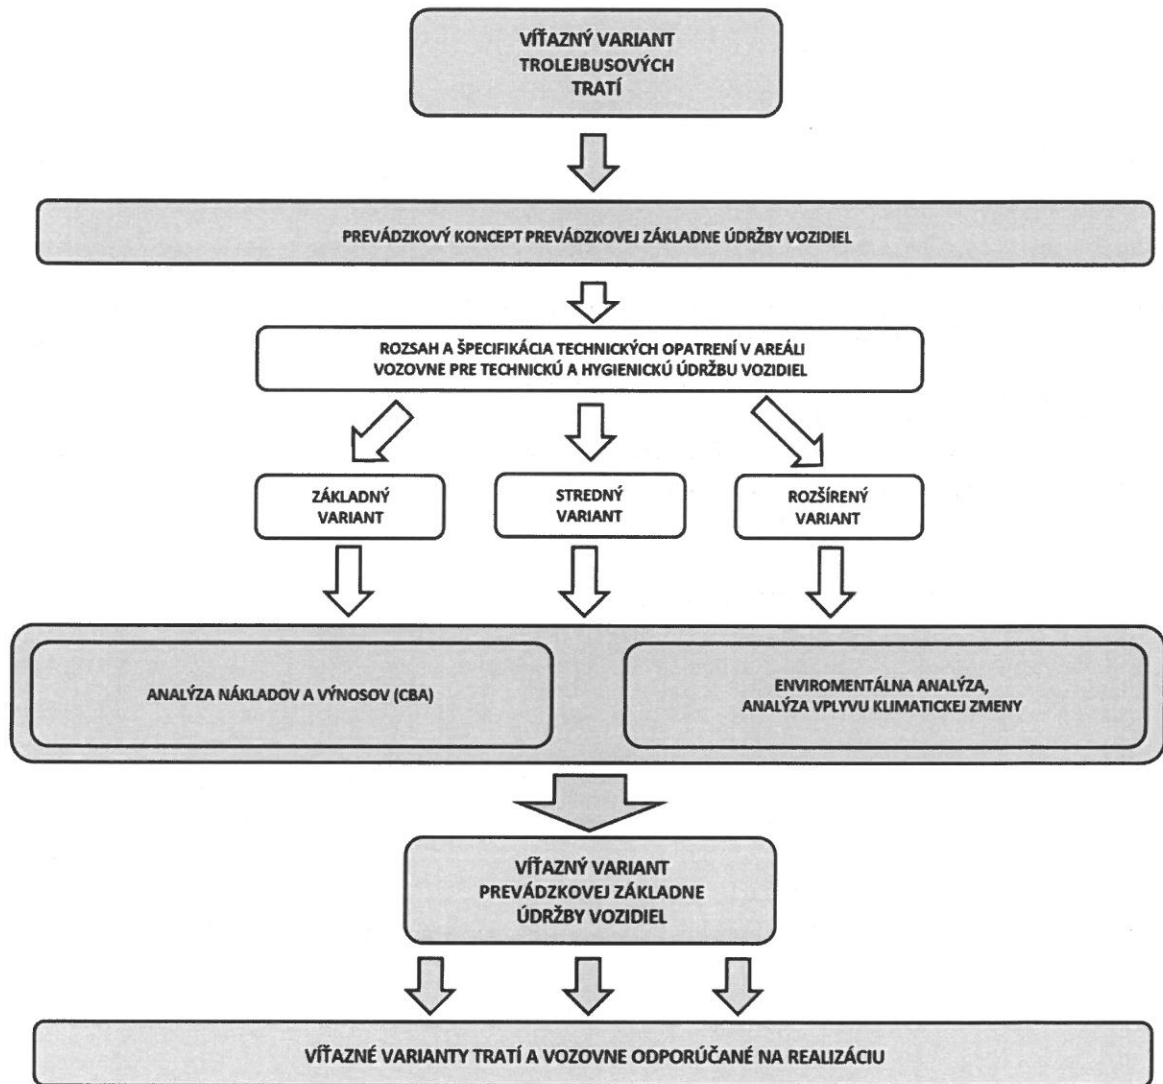 VÍŤAZNÝ VARIANT
TROLEJBUSOVÝCH
TRATÍ
PREVÁDZKOVÝ KONCEPT PREVÁDZKOVEJ ZÁKLADNE ÚDRŽBY VOZIDIEL
ROZSAH A ŠPECIFIKÁCIA TECHNICKÝCH OPATRENÍ V AREÁLI
VOZOVNE PRE TECHNICKÚ A HYGIENICKÚ ÚDRŽBU VOZIDIEL
ZÁKLADNÝ
VARIANT
STREDNÝ
VARIANT
ROZŠÍRENÝ
VARIANT
ANALÝZA NÁKLADOV A VÝNOSOV (CBA)
ENVIROMENTÁLNA ANALÝZA,
ANALÝZA VPLYVU KLIMATICKEJ ZMENY
VÍŤAZNÝ VARIANT
PREVÁDZKOVEJ ZÁKLADNE
ÚDRŽBY VOZIDIEL
VÍŤAZNÉ VARIANTY TRATÍ A VOZOVNE ODPORÚČANÉ NA REALIZÁCIU